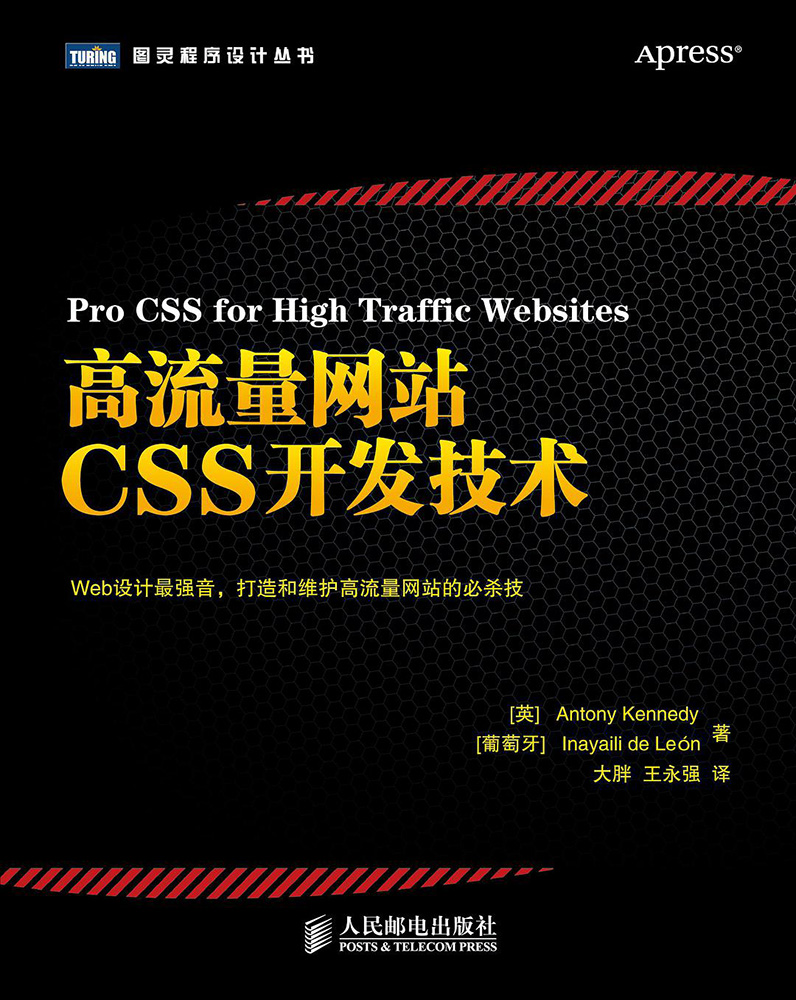 TURING 图灵程序设计丛书
Apress®
Pro CSS for High Traffic Websites
高流量网站
CSS开发技术
Web设计最强音，打造和维护高流量网站的必杀技
[英] Antony Kennedy
[葡萄牙] Inayaili de León 著
大胖 王永强 译
人民邮电出版社
POSTS & TELECOM PRESS